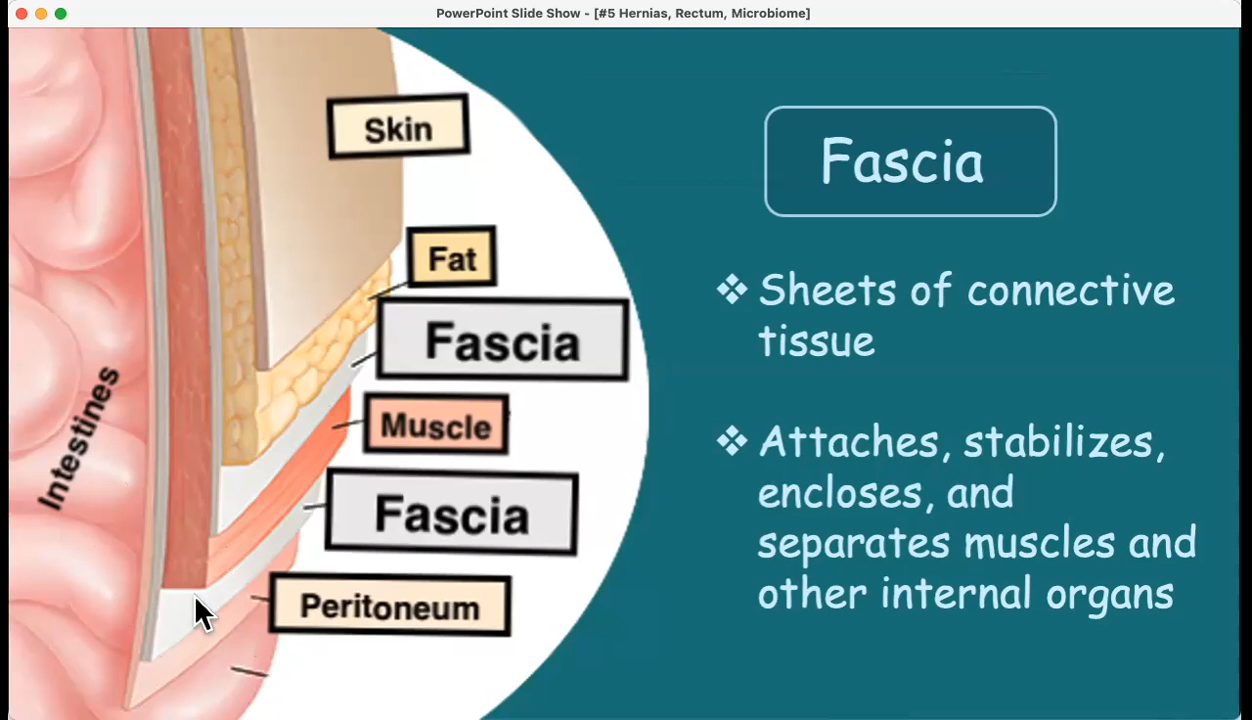 PowerPoint Slide Show - [#5 Hernias, Rectum, Microbiome]
Skin
Fat
Fascia
Muscle
Fascia
Peritoneum
Intestines
Fascia
❖ Sheets of connective
tissue
❖ Attaches, stabilizes,
encloses, and
separates muscles and
other internal organs